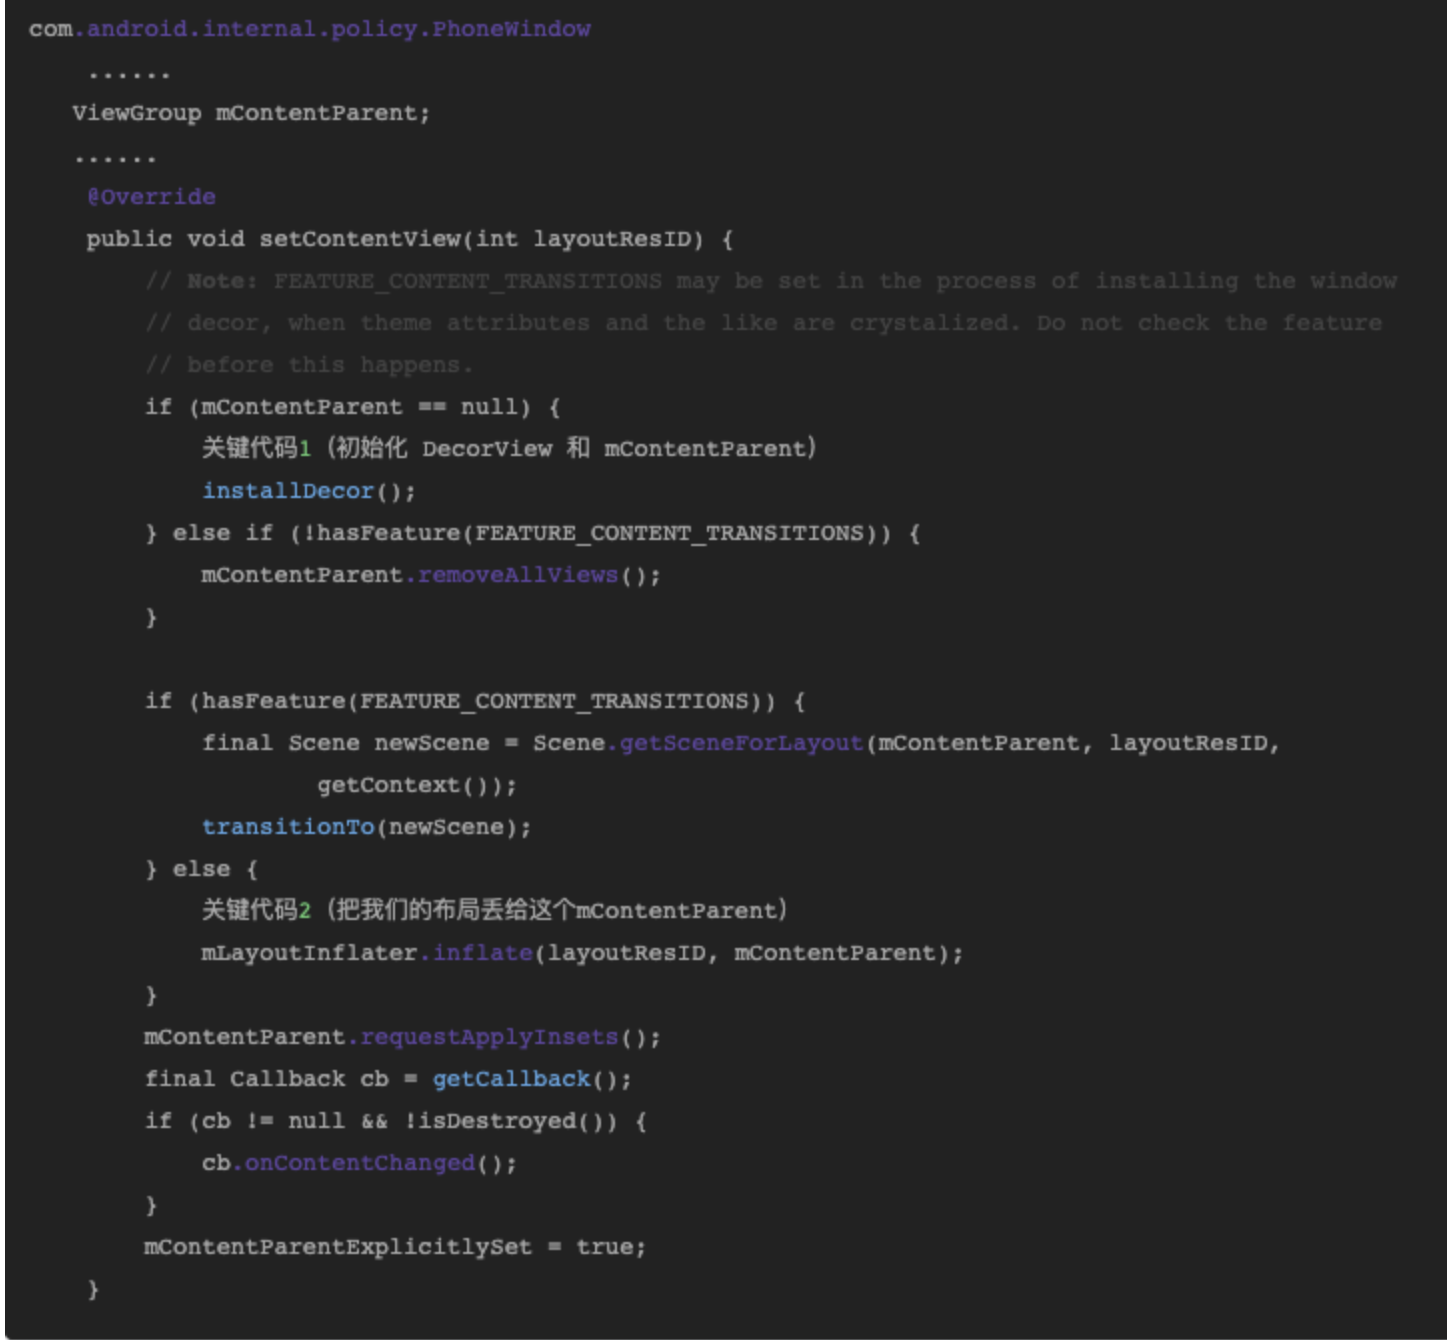 com.android.internal.policy.PhoneWindow
......
ViewGroup mContentParent;
......
@Override
public void setContentView(int layoutResID) {
// Note: FEATURE_CONTENT_TRANSITIONS may be set in the process of installing the window
// decor, when theme attributes and the like are crystalized. Do not check the feature
// before this happens.
if (mContentParent == null) {
关键代码1（初始化 DecorView 和 mContentParent）
installDecor();
} else if (!hasFeature(FEATURE_CONTENT_TRANSITIONS)) {
mContentParent.removeAllViews();
}
if (hasFeature(FEATURE_CONTENT_TRANSITIONS)) {
final Scene newScene = Scene.getSceneForLayout(mContentParent, layoutResID,
getContext());
transitionTo(newScene);
} else {
关键代码2（把我们的布局丢给这个mContentParent）
mLayoutInflater.inflate(layoutResID, mContentParent);
}
mContentParent.requestApplyInsets();
final Callback cb = getCallback();
if (cb != null && !isDestroyed()) {
cb.onContentChanged();
}
mContentParentExplicitlySet = true;
}